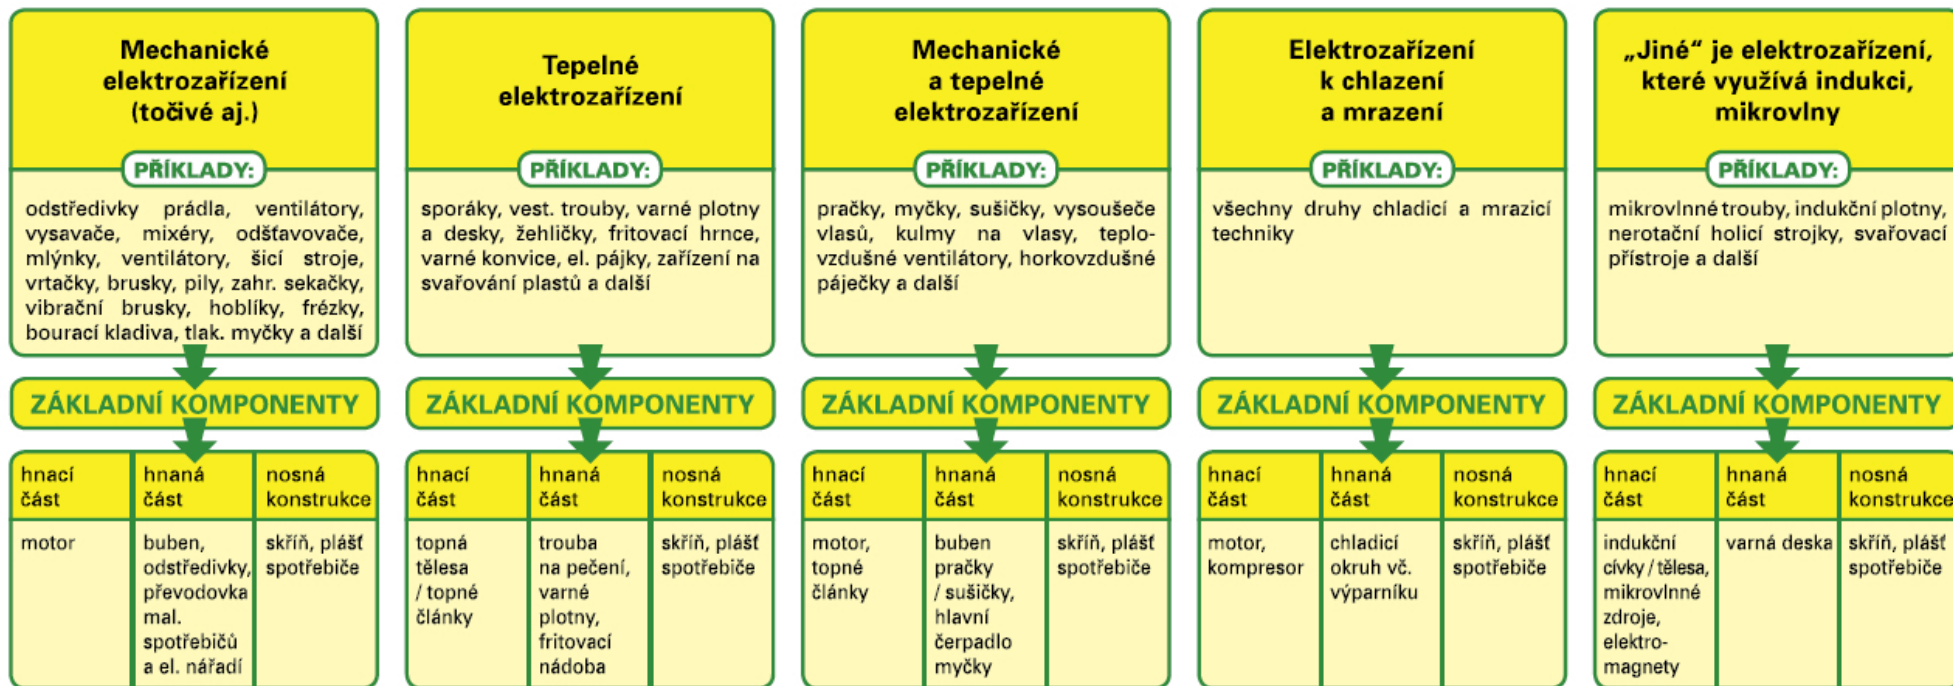 Mechanické
elektrozařízení
(točivé aj.)
PŘÍKLADY:
odstředivky prádla, ventilátory,
vysavače, mixéry, odšťavovače,
mlýnky, ventilátory, šicí stroje,
vrtačky, brusky, pily, zahr. sekačky,
vibrační brusky, hoblíky, frézky,
bourací kladiva, tlak. myčky a další
ZÁKLADNÍ KOMPONENTY
hnací
část
hnaná
část
nosná
konstrukce
motor
buben,
odstředivky,
převodovka
mal.
spotřebičů
a el. nářadí
skříň, plášť
spotřebiče
Tepelné
elektrozařízení
PŘÍKLADY:
sporáky, vest. trouby, varné plotny
a desky, žehličky, fritovací hrnce,
varné konvice, el. pájky, zařízení na
svařování plastů a další
ZÁKLADNÍ KOMPONENTY
hnací
část
hnaná
část
nosná
konstrukce
topná
tělesa
/ topné
články
trouba
na pečení,
varné
plotny,
fritovací
nádoba
skříň, plášť
spotřebiče
Mechanické
a tepelné
elektrozařízení
PŘÍKLADY:
pračky, myčky, sušičky, vysoušeče
vlasů, kulmy na vlasy, teplo-
vzdušné ventilátory, horkovzdušné
páječky a další
ZÁKLADNÍ KOMPONENTY
hnací
část
hnaná
část
nosná
konstrukce
motor,
topné
články
buben
pračky
/ sušičky,
hlavní
čerpadlo
myčky
skříň, plášť
spotřebiče
Elektrozařízení
k chlazení
a mrazení
PŘÍKLADY:
všechny druhy chladicí a mrazicí
techniky
ZÁKLADNÍ KOMPONENTY
hnací
část
hnaná
část
nosná
konstrukce
motor,
kompresor
chladicí
okruh vč.
výparníku
skříň, plášť
spotřebiče
„Jiné“ je elektrozařízení,
které využívá indukci,
mikrovlny
PŘÍKLADY:
mikrovlnné trouby, indukční plotny,
nerotační holicí strojky, svařovací
přístroje a další
ZÁKLADNÍ KOMPONENTY
hnací
část
hnaná
část
nosná
konstrukce
indukční
cívky / tělesa,
mikrovlnné
zdroje,
elektro-
magnety
varná deska
skříň, plášť
spotřebiče